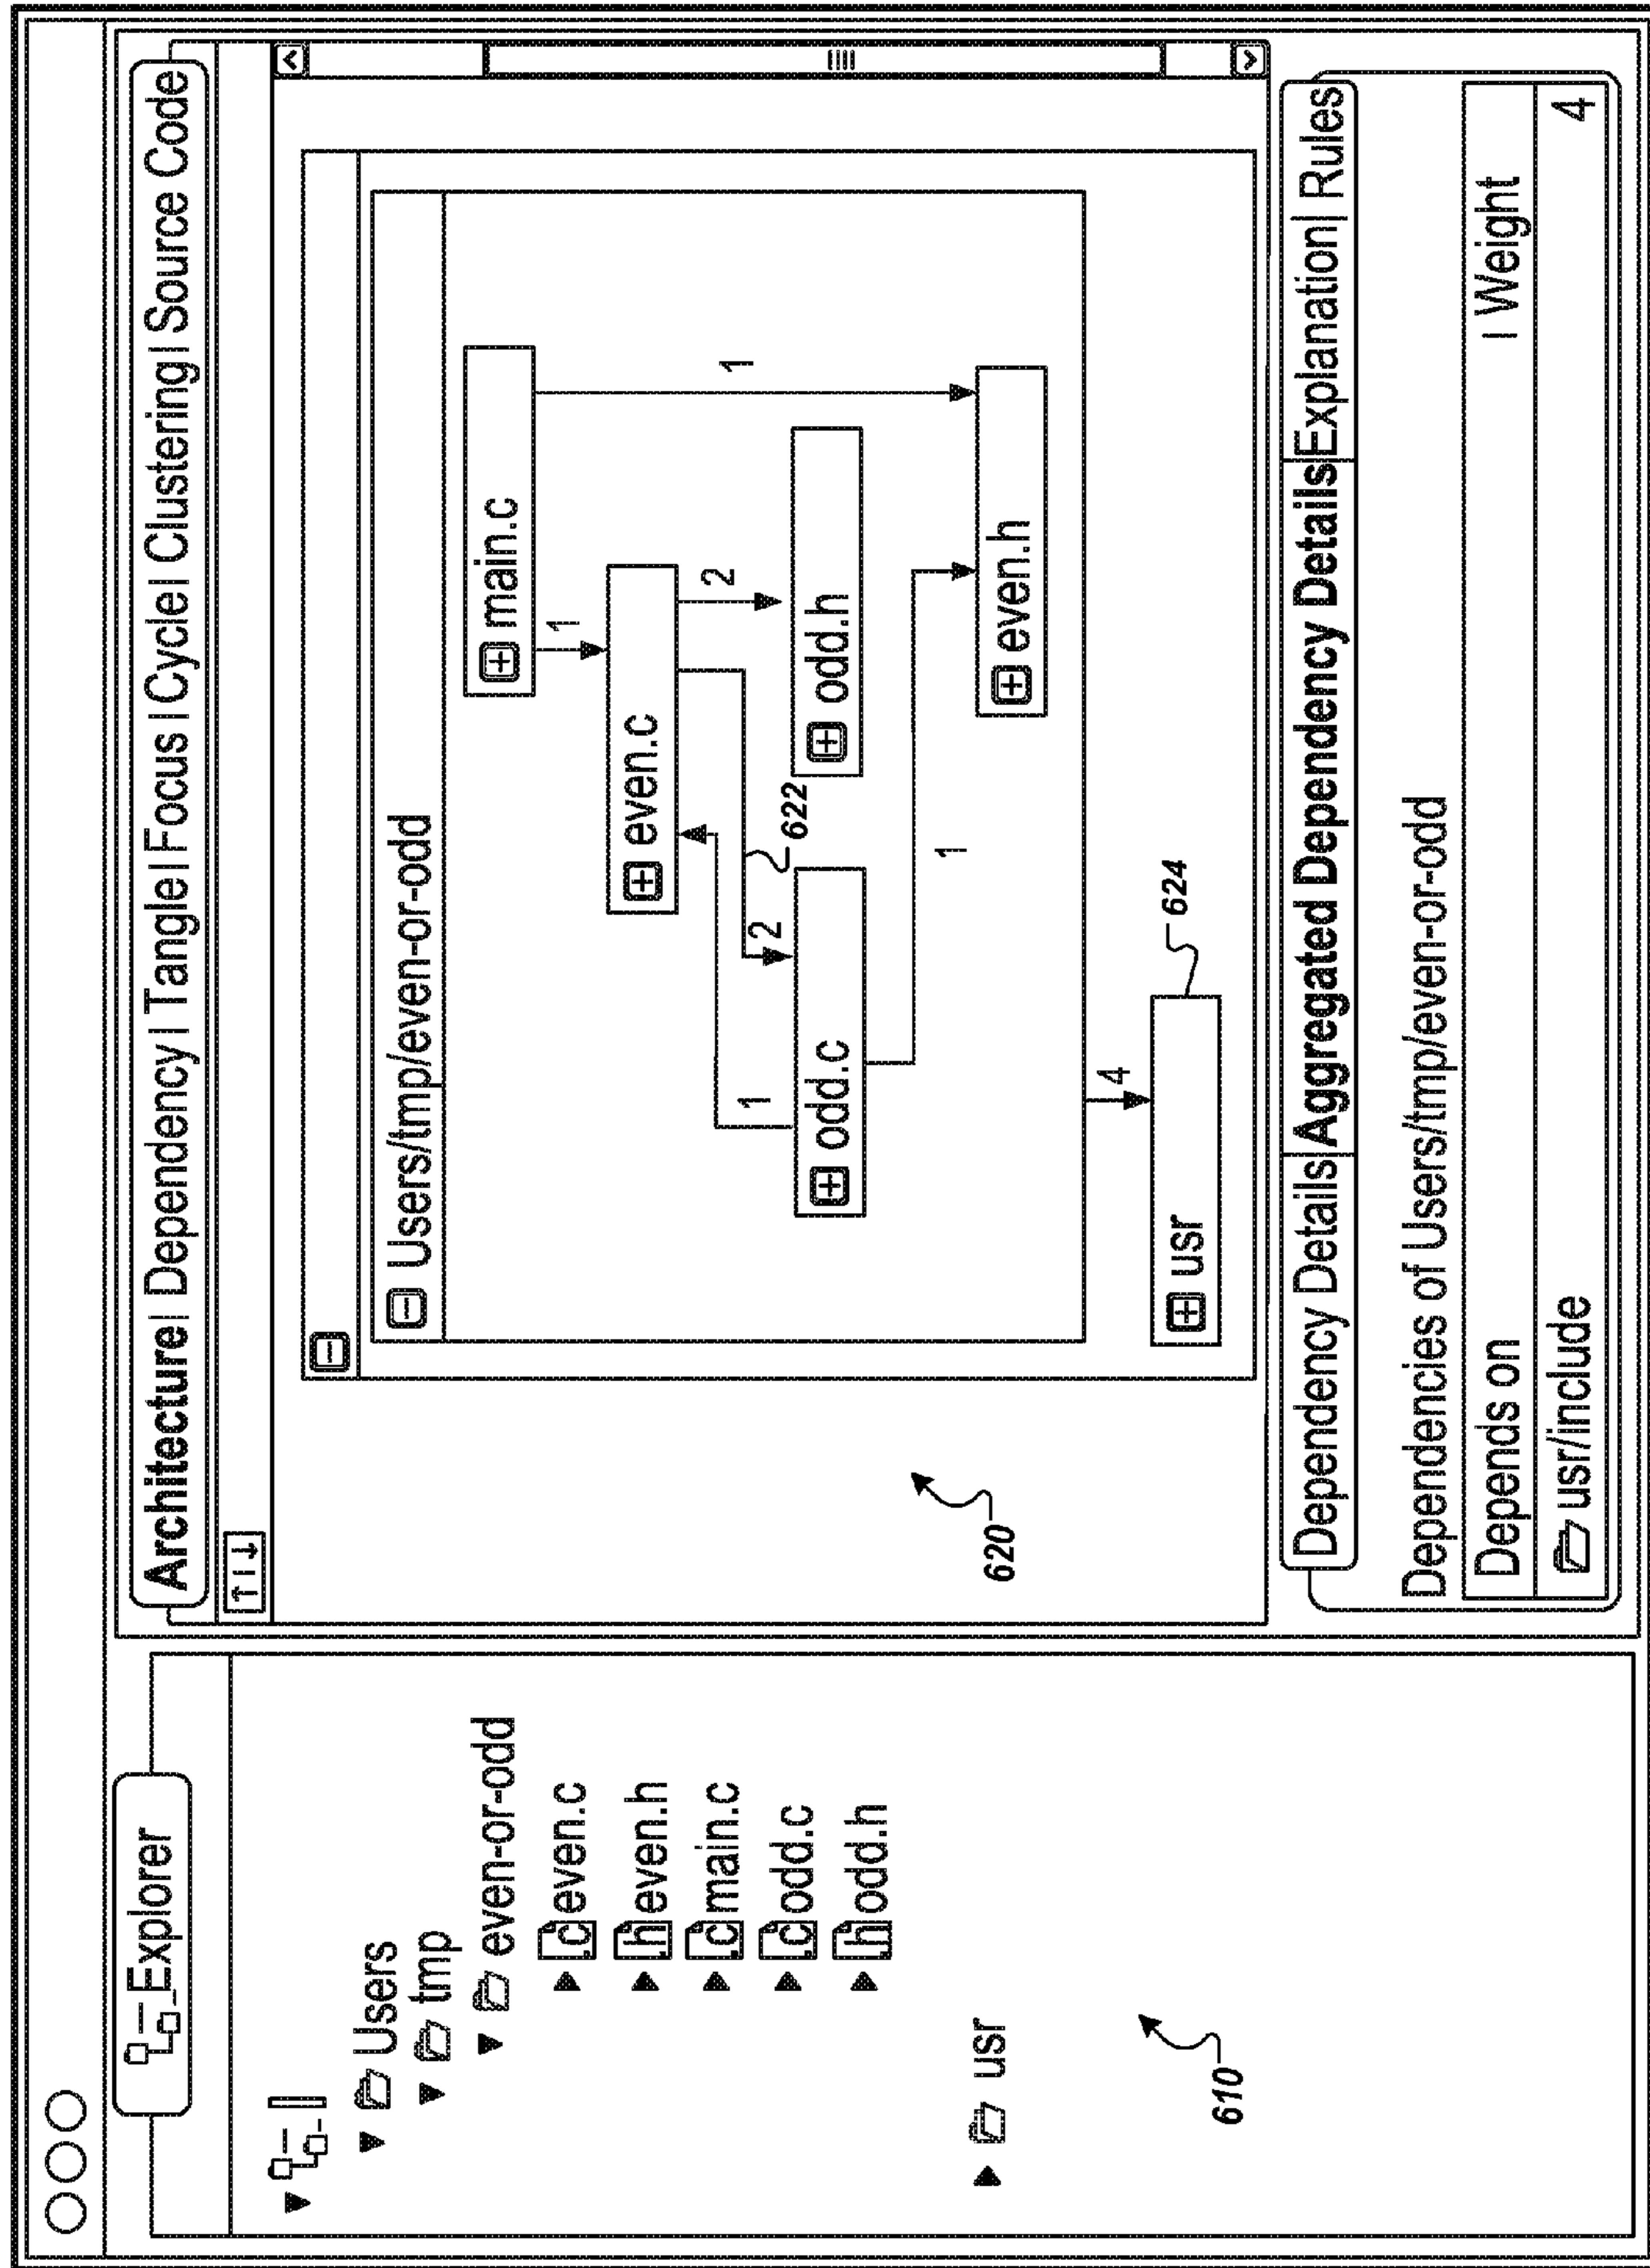 Explorer
Users
tmp
even-or-odd
.c even.c
.h even.h
.c main.c
.c odd.c
.h odd.h
usr
610
Architecture | Dependency | Tangle | Focus | Cycle | Clustering | Source Code
Users/tmp/even-or-odd
main.c
1
1
even.c
2
622
2
1
odd.h
odd.c
1
even.h
4
624
usr
620
Dependency Details Aggregated Dependency Details Explanation | Rules
Dependencies of Users/tmp/even-or-odd
Depends on | Weight
usr/include 4